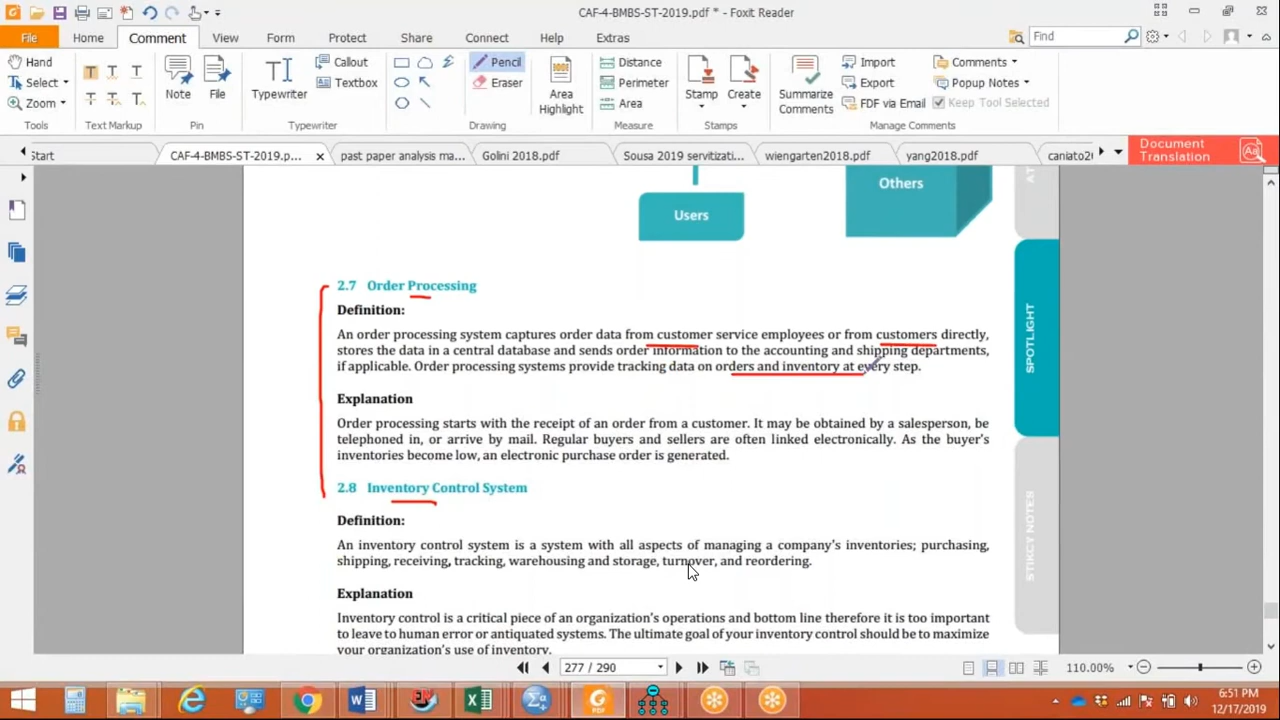 CAF-4-BMBS-ST-2019.pdf * - Foxit Reader
File Home Comment View Form Protect Share Connect Help Extras Find
Hand
Select
Zoom
Tools
Text Markup
Note
File
Pin
Typewriter
Callout
Textbox
Typewriter
Pencil
Eraser
Area
Highlight
Drawing
Distance
Perimeter
Area
Measure
Stamp
Create
Stamps
Summarize
Comments
Import
Export
FDF via Email
Comments
Popup Notes
Keep Tool Selected
Manage Comments
Start CAF-4-BMBS-ST-2019.p... x past paper analysis ma... Golini 2018.pdf Sousa 2019 servitizati... wiengarten2018.pdf yang2018.pdf caniato20
Document
Translation
Users
Others
2.7 Order Processing
Definition:
An order processing system captures order data from customer service employees or from customers directly,
stores the data in a central database and sends order information to the accounting and shipping departments,
if applicable. Order processing systems provide tracking data on orders and inventory at every step.
Explanation
Order processing starts with the receipt of an order from a customer. It may be obtained by a salesperson, be
telephoned in, or arrive by mail. Regular buyers and sellers are often linked electronically. As the buyer's
inventories become low, an electronic purchase order is generated.
2.8 Inventory Control System
Definition:
An inventory control system is a system with all aspects of managing a company's inventories; purchasing,
shipping, receiving, tracking, warehousing and storage, turnover, and reordering.
Explanation
Inventory control is a critical piece of an organization's operations and bottom line therefore it is too important
to leave to human error or antiquated systems. The ultimate goal of your inventory control should be to maximize
your organization's use of inventory.
AT
SPOTLIGHT
STIKCY NOTES
277 / 290
110.00%
6:51 PM
12/17/2019